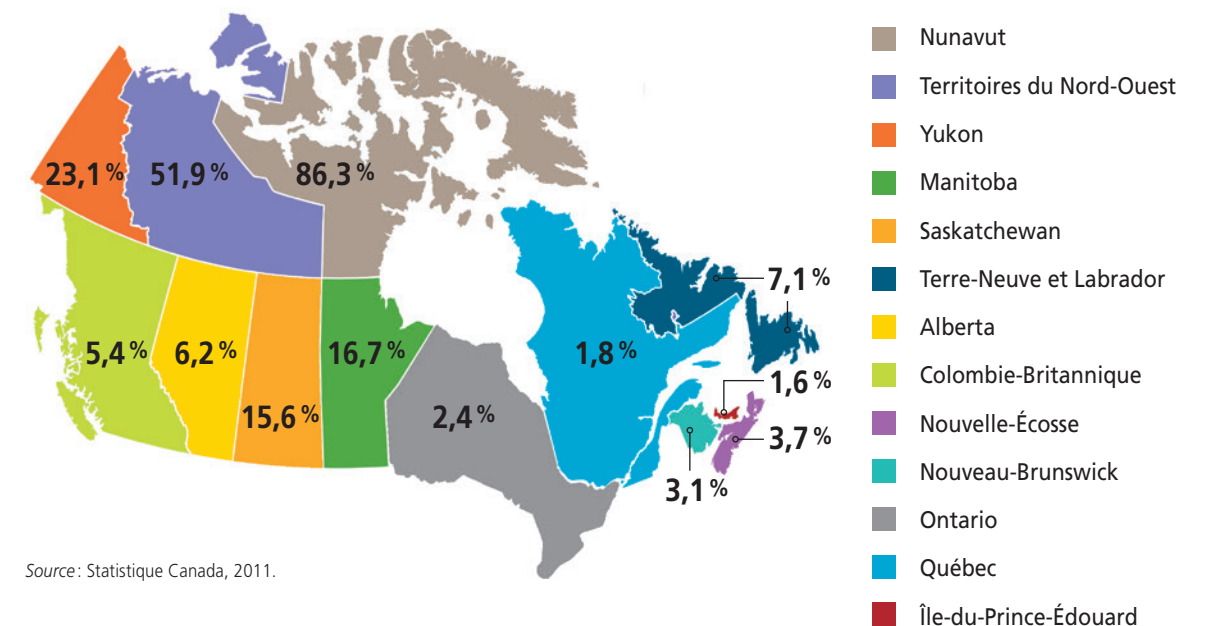 23,1 %
51,9 %
86,3 %
5,4 %
6,2 %
15,6 %
16,7 %
2,4 %
1,8 %
7,1 %
1,6 %
3,7 %
3,1 %
Source : Statistique Canada, 2011.
Nunavut
Territoires du Nord-Ouest
Yukon
Manitoba
Saskatchewan
Terre-Neuve et Labrador
Alberta
Colombie-Britannique
Nouvelle-Écosse
Nouveau-Brunswick
Ontario
Québec
Île-du-Prince-Édouard